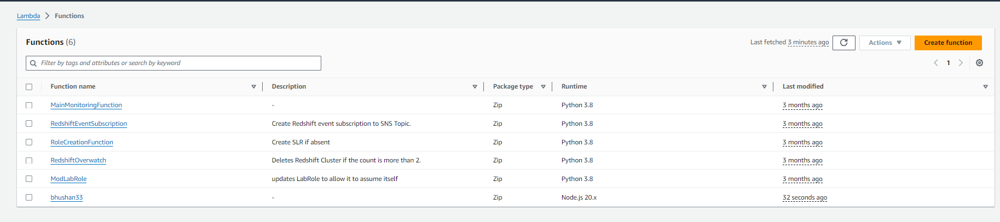 Lambda > Functions
Functions (6) Last fetched 3 minutes ago Actions Create function
Filter by tags and attributes or search by keyword 1
Function name Description Package type Runtime Last modified
MainMonitoringFunction - Zip Python 3.8 3 months ago
RedshiftEventSubscription Create Redshift event subscription to SNS Topic. Zip Python 3.8 3 months ago
RoleCreationFunction Create SLR if absent Zip Python 3.8 3 months ago
RedshiftOverwatch Deletes Redshift Cluster if the count is more than 2. Zip Python 3.8 3 months ago
ModLabRole updates LabRole to allow it to assume itself Zip Python 3.8 3 months ago
bhushan33 - Zip Node.js 20.x 32 seconds ago